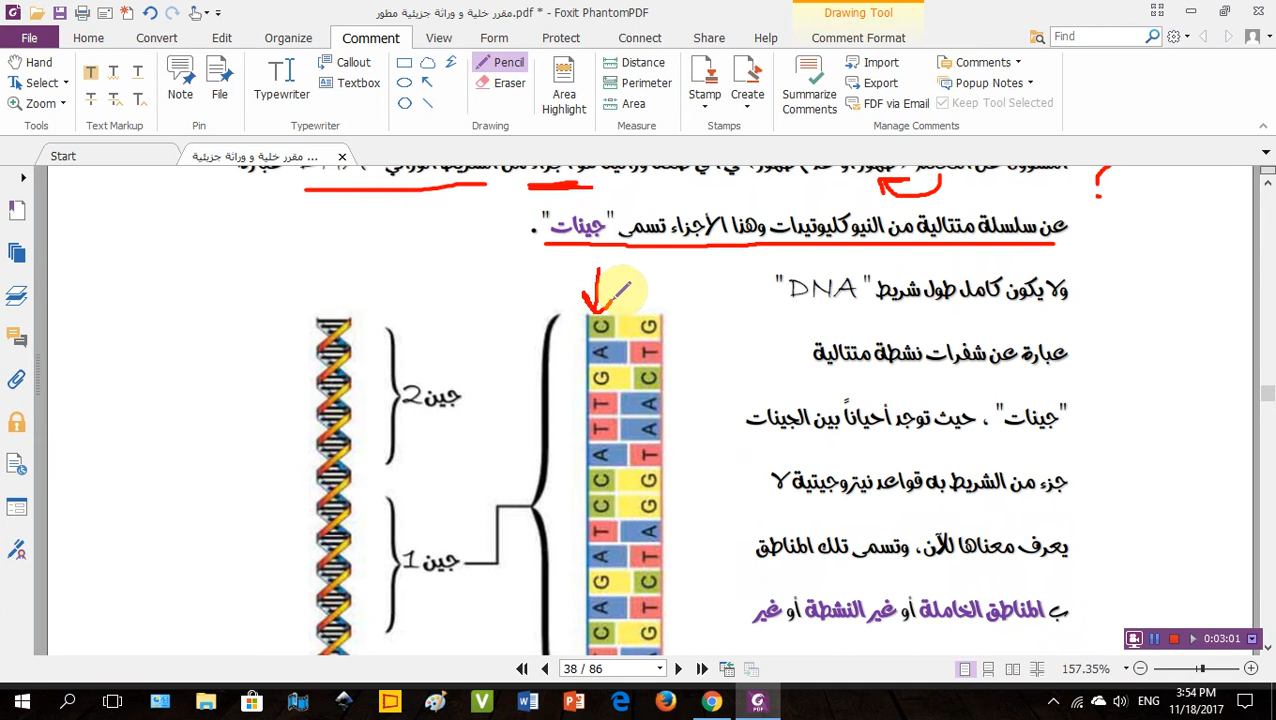 مقرر خلية و وراثة جزيئية مطور.pdf * - Foxit PhantomPDF
Drawing Tool
File Home Convert Edit Organize Comment View Form Protect Connect Share Help Comment Format Find
Hand
Select
Zoom
Tools
Text Markup
Note
File
Pin
Typewriter
Callout
Textbox
Typewriter
Pencil
Eraser
Drawing
Area Highlight
Distance
Perimeter
Area
Measure
Stamp
Create
Stamps
Summarize Comments
Import
Export
FDF via Email
Comments
Popup Notes
Keep Tool Selected
Manage Comments
Start
مقرر خلية و وراثة جزيئية ...
عن سلسلة متتالية من النيوكليوتيدات وهذا الأجزاء تسمى "جينات" .
ولا يكون كامل طول شريط "DNA"
عبارة عن شفرات نشطة متتالية
"جينات" ، حيث توجد أحياناً بين الجينات
جزء من الشريط به قواعد نيتروجيتية لا
يعرف معناها للآن، وتسمى تلك المناطق
ب المناطق الخاملة أو غير النشطة أو غير
جين 2
جين 1
C G
A T
G C
T A
T A
A T
C G
C G
T A
A T
G C
A T
C G
0:03:01
38 / 86
157.35%
ENG
3:54 PM
11/18/2017